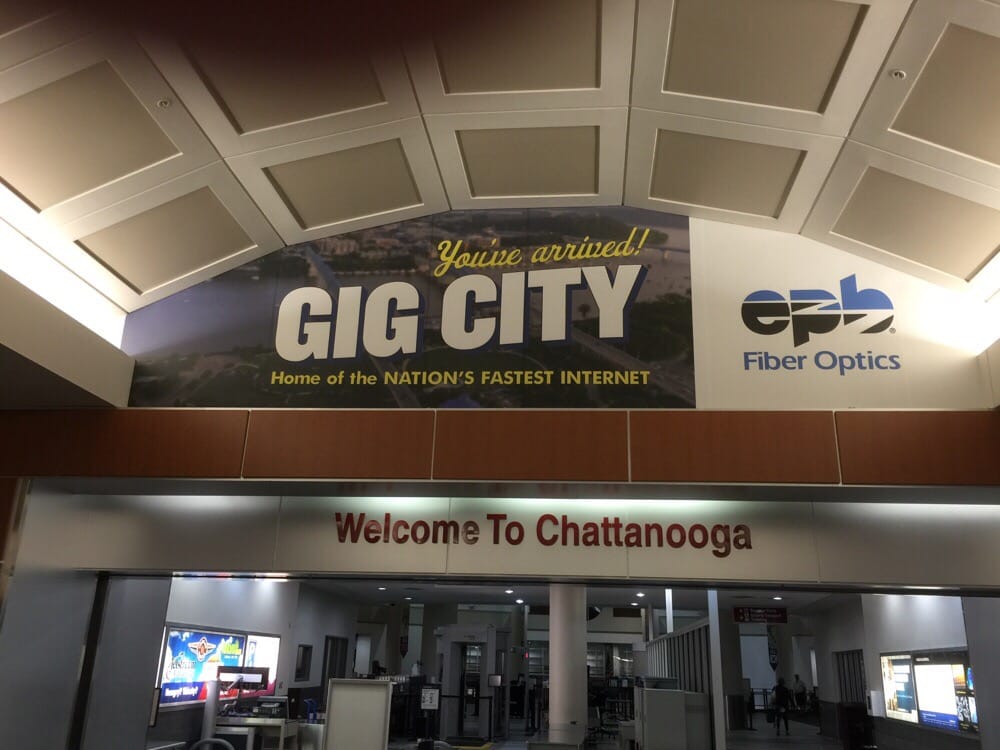 You've arrived!
GIG CITY
Home of the NATION'S FASTEST INTERNET
epb
Fiber Optics
Welcome To Chattanooga